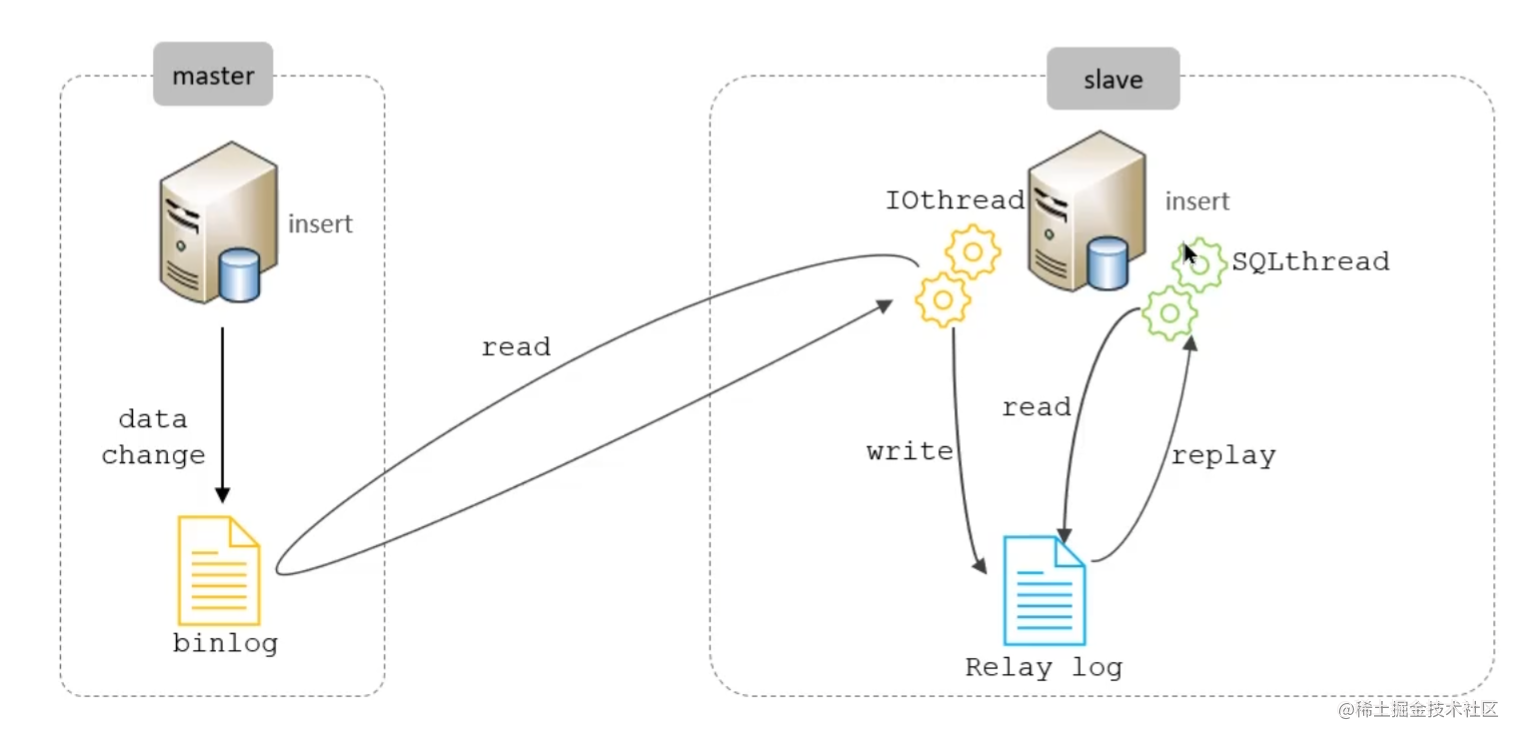 master
slave
insert
IOthread
insert
SQLthread
read
data
change
read
write
replay
binlog
Relay log
@稀土掘金技术社区